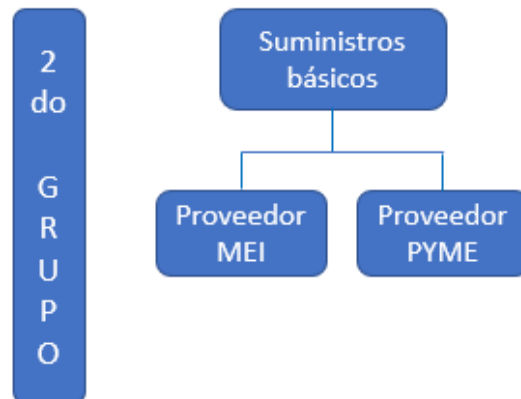 2
do
G
R
U
P
O
Suministros
básicos
Proveedor
MEI
Proveedor
PYME